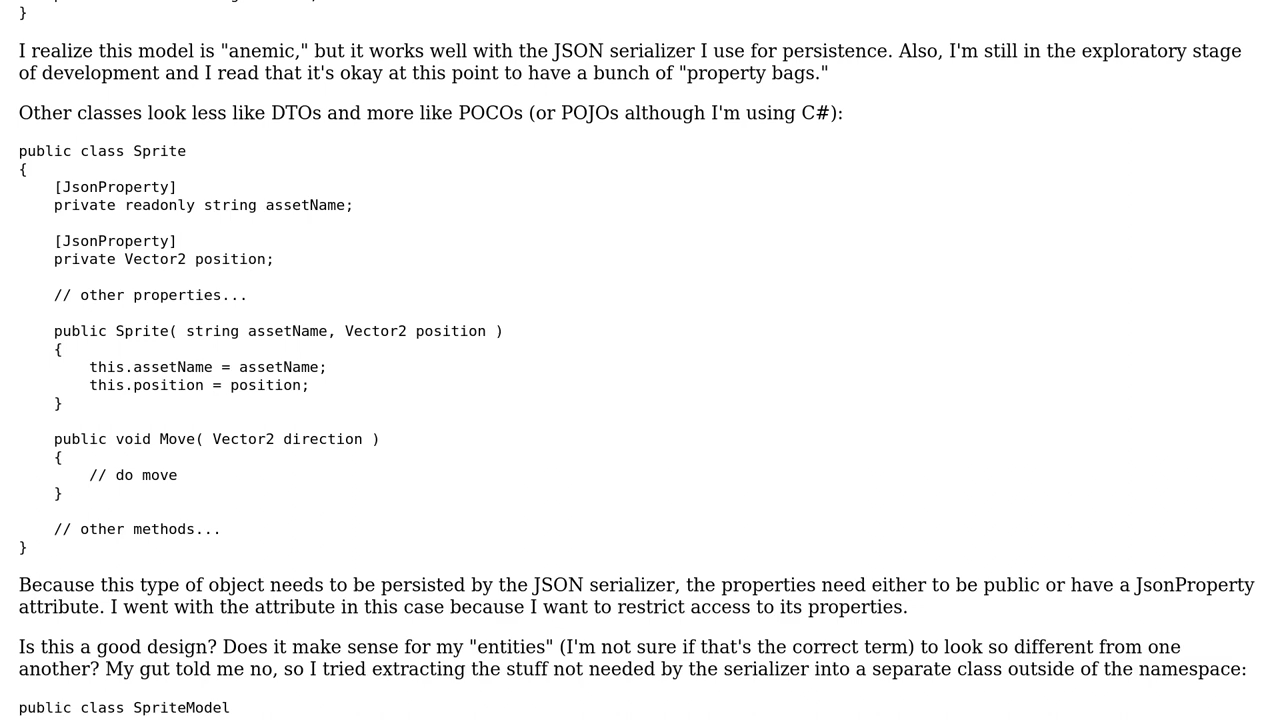 }
I realize this model is "anemic," but it works well with the JSON serializer I use for persistence. Also, I'm still in the exploratory stage
of development and I read that it's okay at this point to have a bunch of "property bags."
Other classes look less like DTOs and more like POCOs (or POJOs although I'm using C#):
public class Sprite
{
    [JsonProperty]
    private readonly string assetName;

    [JsonProperty]
    private Vector2 position;

    // other properties...

    public Sprite( string assetName, Vector2 position )
    {
        this.assetName = assetName;
        this.position = position;
    }

    public void Move( Vector2 direction )
    {
        // do move
    }

    // other methods...
}
Because this type of object needs to be persisted by the JSON serializer, the properties need either to be public or have a JsonProperty
attribute. I went with the attribute in this case because I want to restrict access to its properties.
Is this a good design? Does it make sense for my "entities" (I'm not sure if that's the correct term) to look so different from one
another? My gut told me no, so I tried extracting the stuff not needed by the serializer into a separate class outside of the namespace:
public class SpriteModel